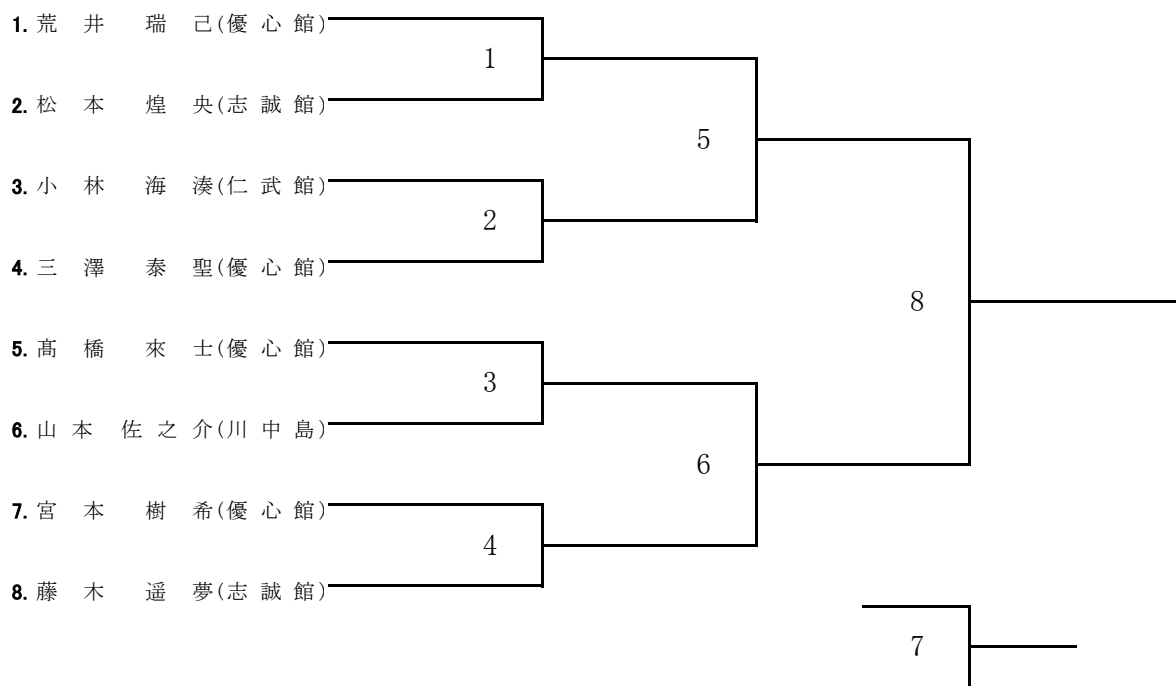 1. 荒井 瑞己(優心館)
1
2. 松本 煌央(志誠館)
5
3. 小林 海湊(仁武館)
2
4. 三澤 泰聖(優心館)
8
5. 髙橋 來士(優心館)
3
6. 山本 佐之介(川中島)
6
7. 宮本 樹希(優心館)
4
8. 藤木 遥夢(志誠館)
7